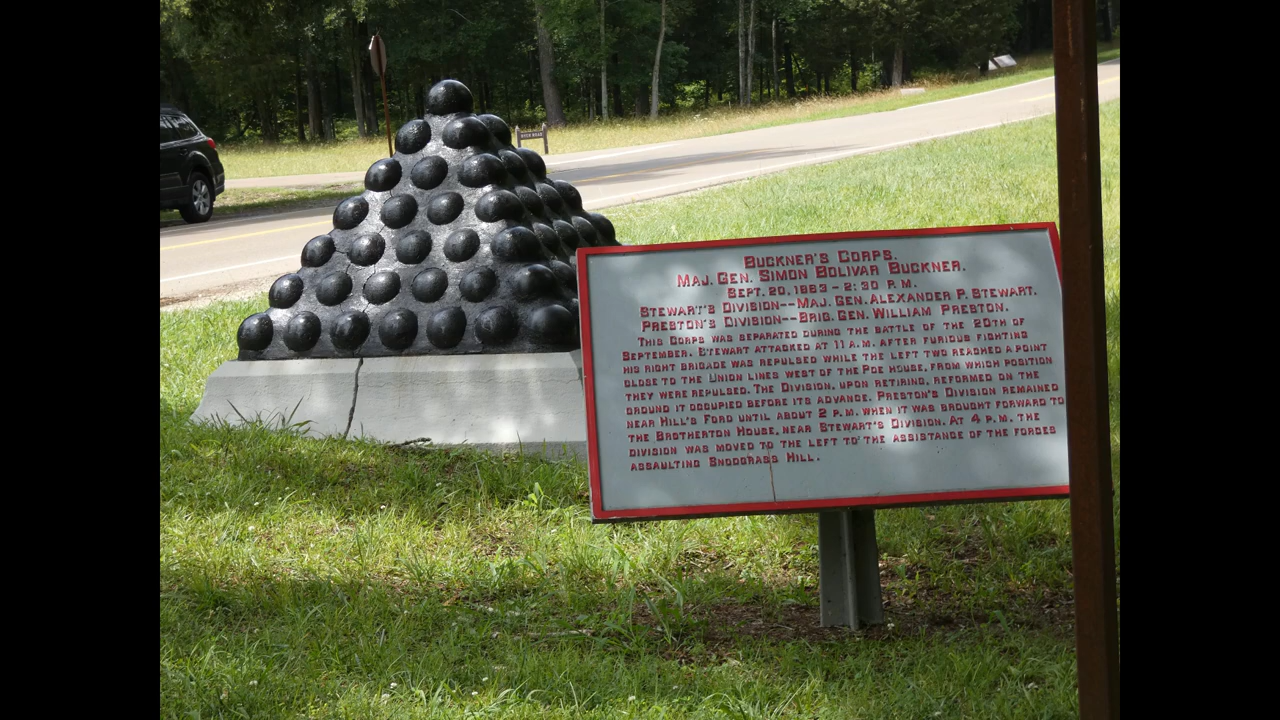 BUCKNER'S CORPS.
MAJ. GEN. SIMON BOLIVAR BUCKNER.
SEPT. 20, 1863 - 2:30 P.M.
STEWART'S DIVISION--MAJ. GEN. ALEXANDER P. STEWART.
PRESTON'S DIVISION--BRIG. GEN. WILLIAM PRESTON.
THIS CORPS WAS SEPARATED DURING THE BATTLE OF THE 20TH OF
SEPTEMBER. STEWART ATTACKED AT 11 A.M. AFTER FURIOUS FIGHTING
HIS RIGHT BRIGADE WAS REPULSED WHILE THE LEFT TWO REACHED A POINT
CLOSE TO THE UNION LINES WEST OF THE POE HOUSE, FROM WHICH POSITION
THEY WERE REPULSED. THE DIVISION, UPON RETIRING, REFORMED ON THE
GROUND IT OCCUPIED BEFORE ITS ADVANCE. PRESTON'S DIVISION REMAINED
NEAR HILL'S FORD UNTIL ABOUT 2 P.M. WHEN IT WAS BROUGHT FORWARD TO
THE BROTHERTON HOUSE, NEAR STEWART'S DIVISION. AT 4 P.M. THE
DIVISION WAS MOVED TO THE LEFT TO THE ASSISTANCE OF THE FORCES
ASSAULTING SNODGRASS HILL.